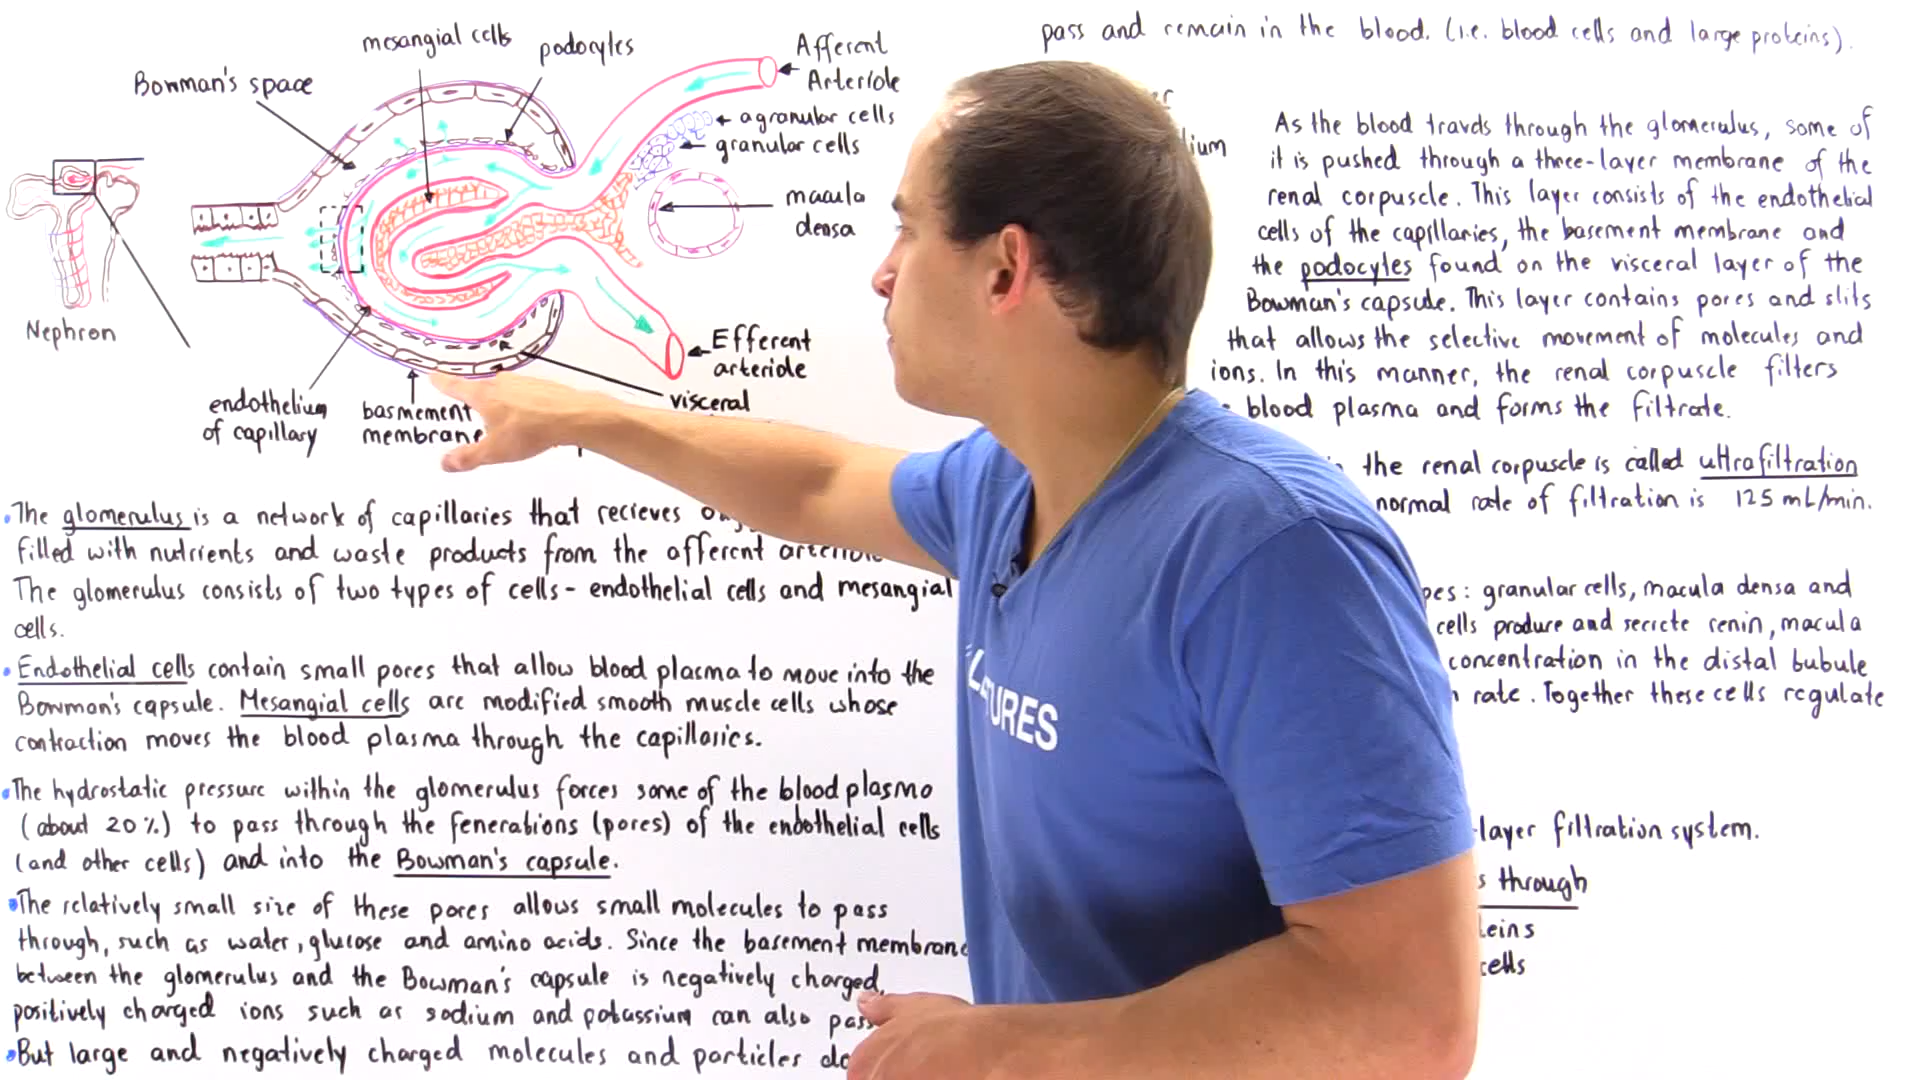 mesangial cells
podocytes
Afferent
Arteriole
Bowman's space
agranular cells
granular cells
macula
densa
Nephron
Efferent
arteriole
visceral
endothelium
of capillary
basmement
membrane
•The glomerulus is a network of capillaries that recieves
filled with nutrients and waste products from the afferent
The glomerulus consists of two types of cells - endothelial cells and mesangial
cells.
•Endothelial cells contain small pores that allow blood plasma to move into the
Bowman's capsule. Mesangial cells are modified smooth muscle cells whose
contraction moves the blood plasma through the capillaries.
•The hydrostatic pressure within the glomerulus forces some of the blood plasma
(about 20%) to pass through the fenerations (pores) of the endothelial cells
(and other cells) and into the Bowman's capsule.
•The relatively small size of these pores allows small molecules to pass
through, such as water, glucose and amino acids. Since the basement membrane
between the glomerulus and the Bowman's capsule is negatively charged,
positively charged ions such as sodium and potassium can also pass
•But large and negatively charged molecules and particles do
pass and remain in the blood. (i.e. blood cells and large proteins).
As the blood travels through the glomerulus, some of
it is pushed through a three-layer membrane of the
renal corpuscle. This layer consists of the endothelial
cells of the capillaries, the basement membrane and
the podocytes found on the visceral layer of the
Bowman's capsule. This layer contains pores and slits
that allows the selective movement of molecules and
ions. In this manner, the renal corpuscle filters
blood plasma and forms the filtrate.
the renal corpuscle is called ultrafiltration
normal rate of filtration is 125 mL/min.
pes: granular cells, macula densa and
cells produce and secrete renin, macula
concentration in the distal tubule
rate. Together these cells regulate
layer filtration system.
s through
teins
cells
LECTURES